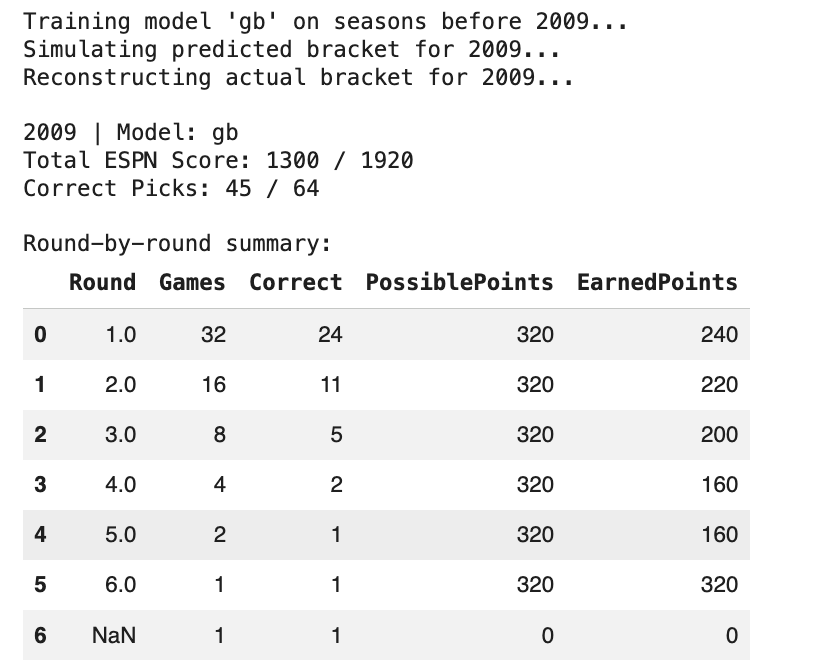 Training model 'gb' on seasons before 2009...
Simulating predicted bracket for 2009...
Reconstructing actual bracket for 2009...
2009 | Model: gb
Total ESPN Score: 1300 / 1920
Correct Picks: 45 / 64
Round-by-round summary:
Round Games Correct PossiblePoints EarnedPoints
0 1.0 32 24 320 240
1 2.0 16 11 320 220
2 3.0 8 5 320 200
3 4.0 4 2 320 160
4 5.0 2 1 320 160
5 6.0 1 1 320 320
6 NaN 1 1 0 0